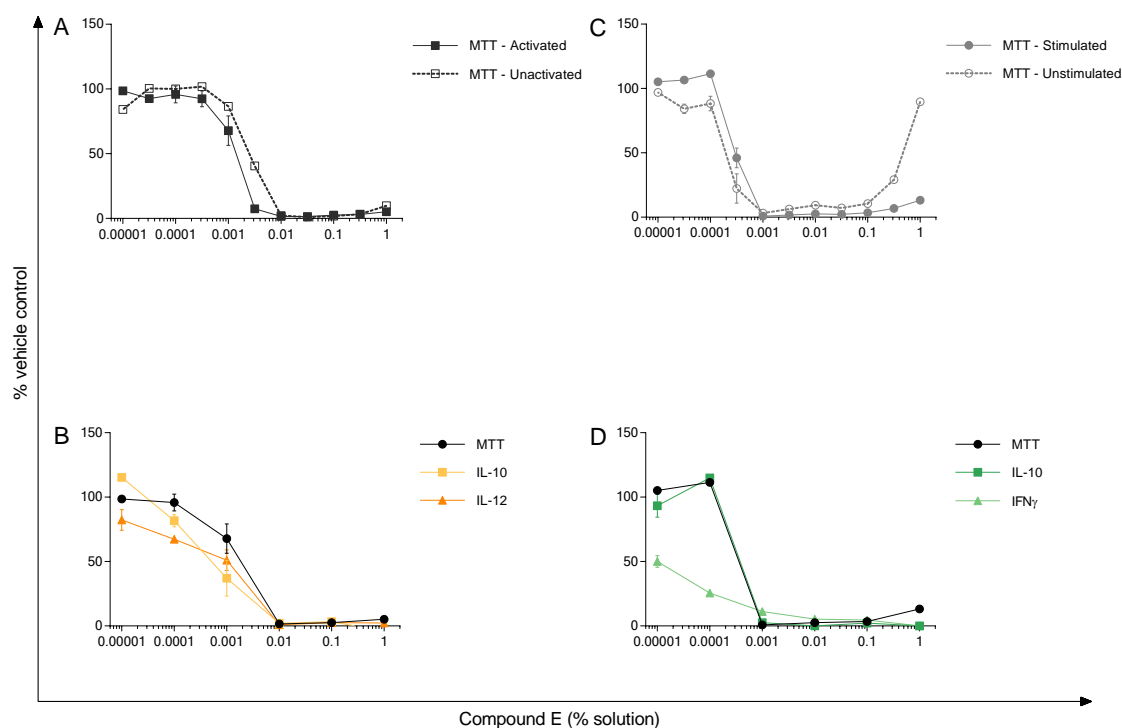 A
150
100
50
0
0.00001 0.0001 0.001 0.01 0.1 1
MTT - Activated
MTT - Unactivated
C
150
100
50
0
0.00001 0.0001 0.001 0.01 0.1 1
MTT - Stimulated
MTT - Unstimulated
% vehicle control
B
150
100
50
0
0.00001 0.0001 0.001 0.01 0.1 1
MTT
IL-10
IL-12
D
150
100
50
0
0.00001 0.0001 0.001 0.01 0.1 1
MTT
IL-10
IFNγ
Compound E (% solution)